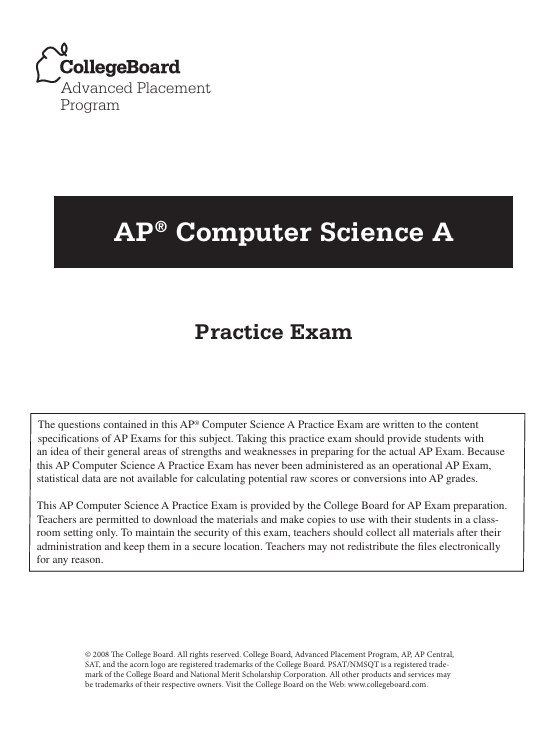 CollegeBoard
Advanced Placement
Program
AP® Computer Science A
Practice Exam
The questions contained in this AP® Computer Science A Practice Exam are written to the content
specifications of AP Exams for this subject. Taking this practice exam should provide students with
an idea of their general areas of strengths and weaknesses in preparing for the actual AP Exam. Because
this AP Computer Science A Practice Exam has never been administered as an operational AP Exam,
statistical data are not available for calculating potential raw scores or conversions into AP grades.
This AP Computer Science A Practice Exam is provided by the College Board for AP Exam preparation.
Teachers are permitted to download the materials and make copies to use with their students in a class-
room setting only. To maintain the security of this exam, teachers should collect all materials after their
administration and keep them in a secure location. Teachers may not redistribute the files electronically
for any reason.
© 2008 The College Board. All rights reserved. College Board, Advanced Placement Program, AP, AP Central,
SAT, and the acorn logo are registered trademarks of the College Board. PSAT/NMSQT is a registered trade-
mark of the College Board and National Merit Scholarship Corporation. All other products and services may
be trademarks of their respective owners. Visit the College Board on the Web: www.collegeboard.com.